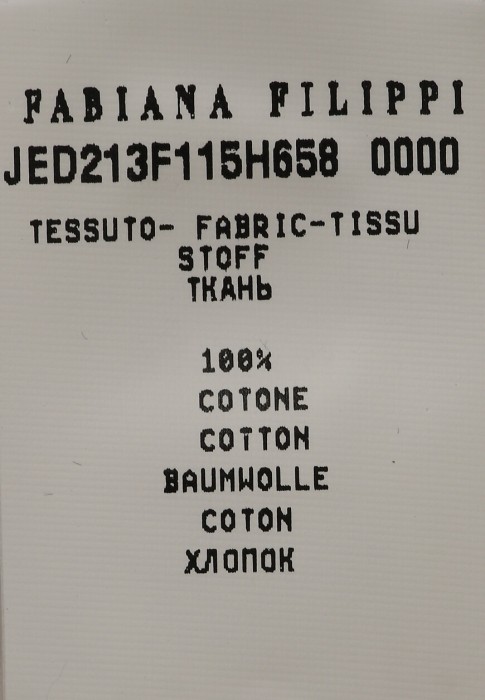 FABIANA FILIPPI
JED213F115H658 0000
TESSUTO- FABRIC-TISSU
STOFF
ТКАНЬ
100%
COTONE
COTTON
BAUMWOLLE
COTON
ХЛОПОК